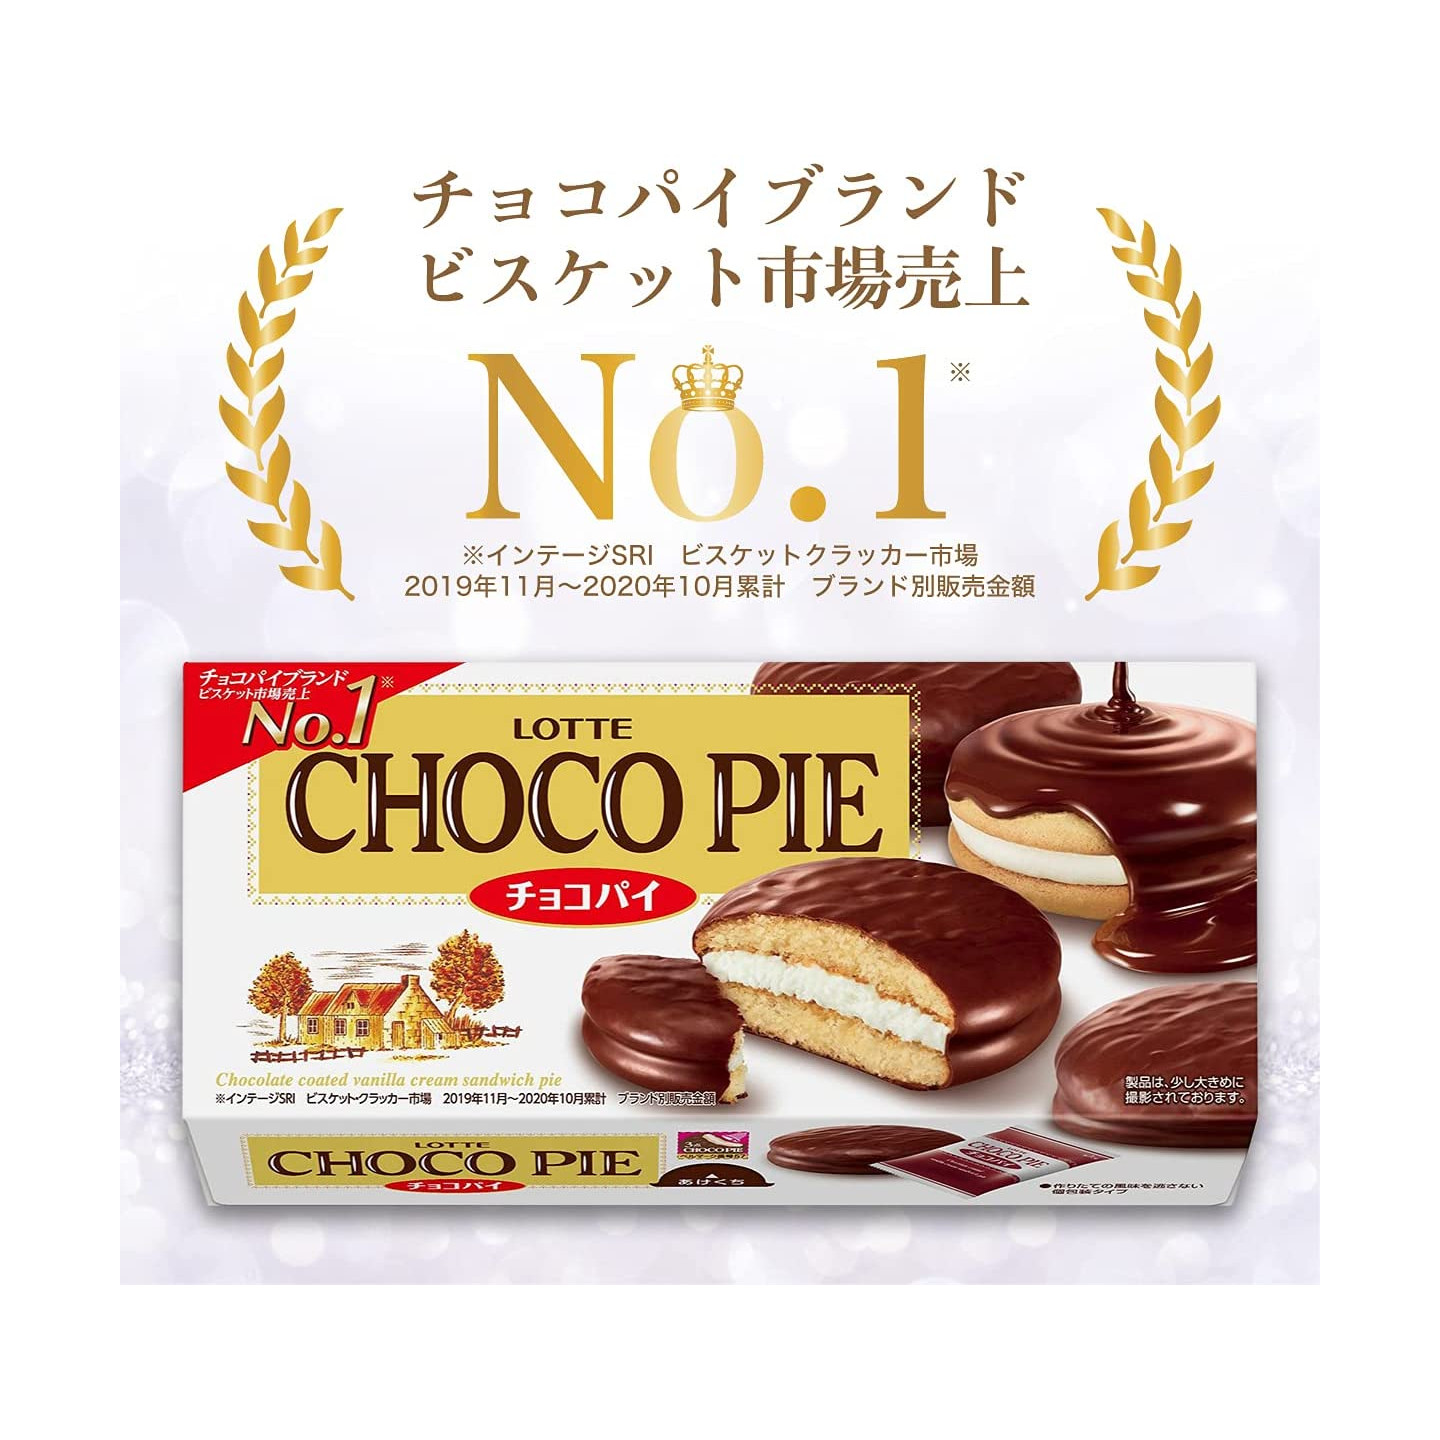 チョコパイブランド
ビスケット市場売上
No.1※
※インテージSRI　ビスケットクラッカー市場
2019年11月～2020年10月累計　ブランド別販売金額
チョコパイブランド
ビスケット市場売上
No.1※
LOTTE
CHOCO PIE
チョコパイ
Chocolate coated vanilla cream sandwich pie
※インテージSRI　ビスケット・クラッカー市場　2019年11月～2020年10月累計　ブランド別販売金額
製品は、少し大きめに
撮影されております。
LOTTE
CHOCO PIE
チョコパイ
3点
CHOCO PIE
あけくち
CHOCO PIE
チョコパイ
●作りたての風味を逃さない
個包装タイプ